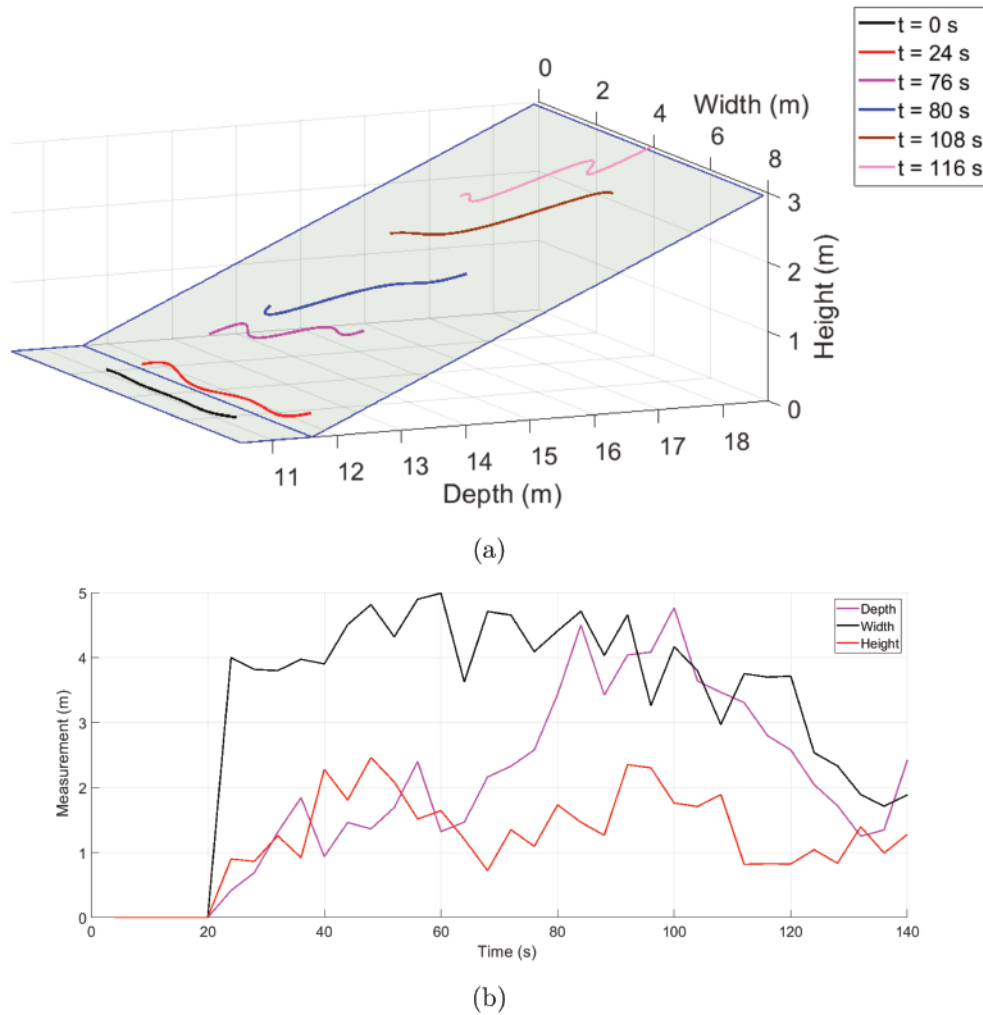 t = 0 s
t = 24 s
t = 76 s
t = 80 s
t = 108 s
t = 116 s
0
2
4
6
8
Width (m)
3
2
1
0
Height (m)
11
12
13
14
15
16
17
18
Depth (m)
(a)
5
4
3
2
1
0
Measurement (m)
Depth
Width
Height
0
20
40
60
80
100
120
140
Time (s)
(b)